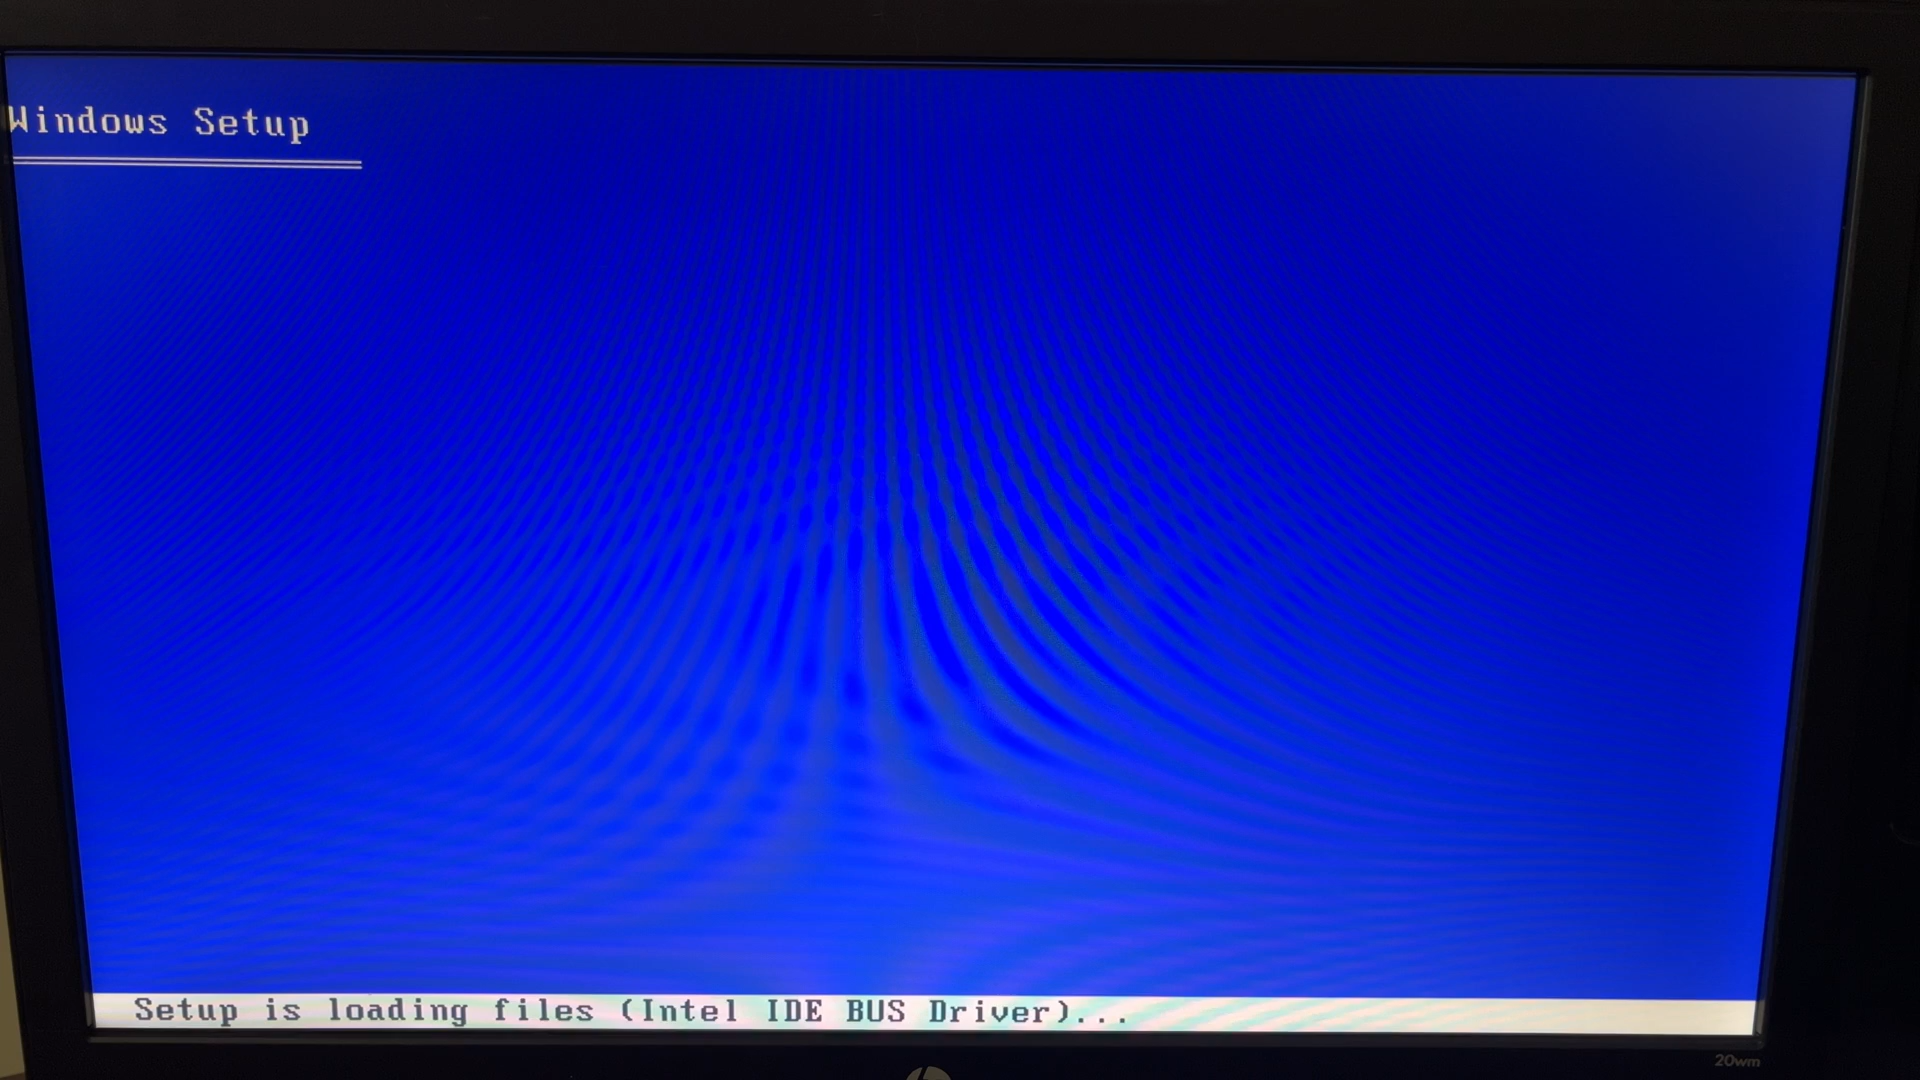 Windows Setup
Setup is loading files (Intel IDE BUS Driver)...
20wm